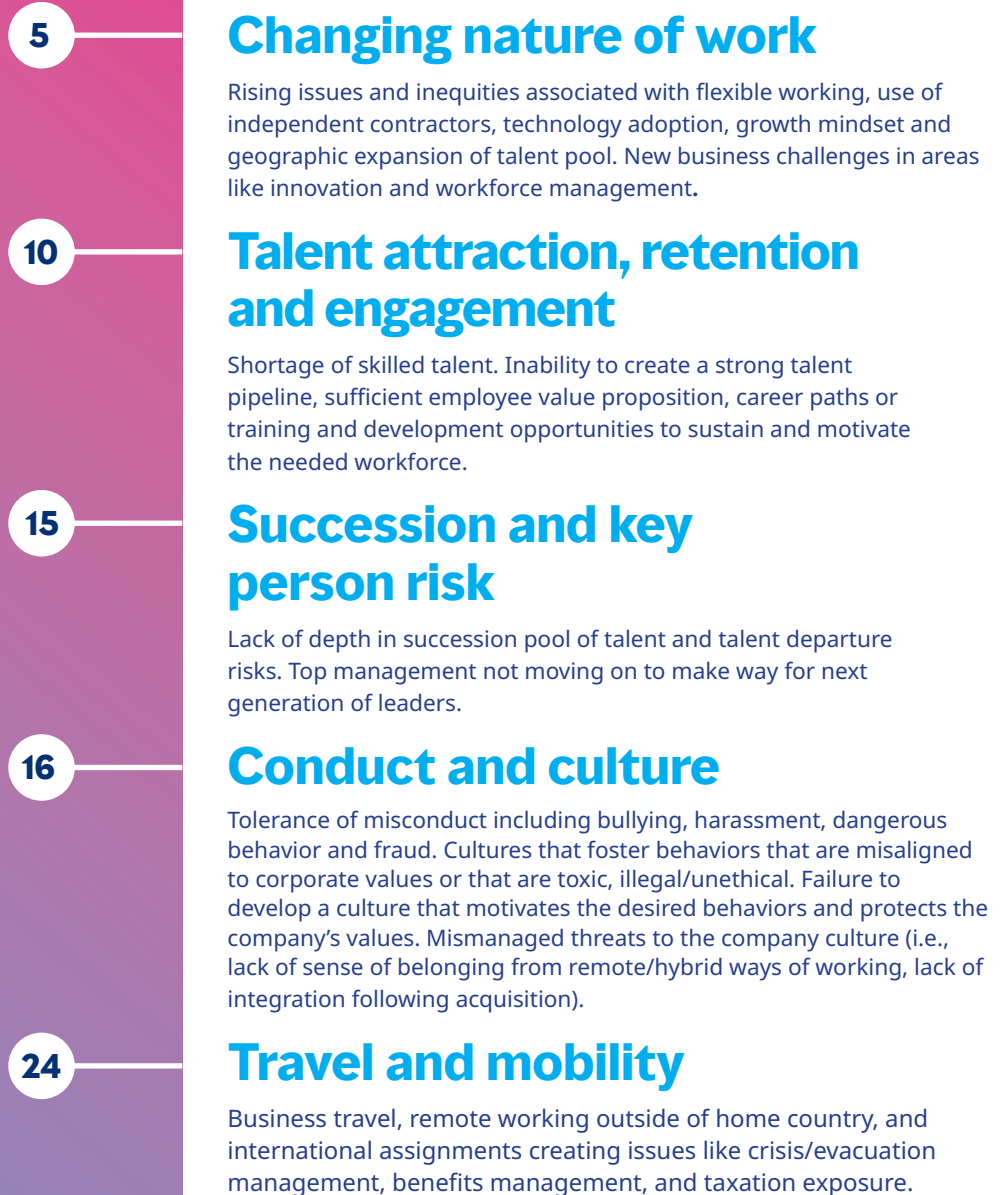 5
Changing nature of work
Rising issues and inequities associated with flexible working, use of
independent contractors, technology adoption, growth mindset and
geographic expansion of talent pool. New business challenges in areas
like innovation and workforce management.
10
Talent attraction, retention
and engagement
Shortage of skilled talent. Inability to create a strong talent
pipeline, sufficient employee value proposition, career paths or
training and development opportunities to sustain and motivate
the needed workforce.
15
Succession and key
person risk
Lack of depth in succession pool of talent and talent departure
risks. Top management not moving on to make way for next
generation of leaders.
16
Conduct and culture
Tolerance of misconduct including bullying, harassment, dangerous
behavior and fraud. Cultures that foster behaviors that are misaligned
to corporate values or that are toxic, illegal/unethical. Failure to
develop a culture that motivates the desired behaviors and protects the
company’s values. Mismanaged threats to the company culture (i.e.,
lack of sense of belonging from remote/hybrid ways of working, lack of
integration following acquisition).
24
Travel and mobility
Business travel, remote working outside of home country, and
international assignments creating issues like crisis/evacuation
management, benefits management, and taxation exposure.